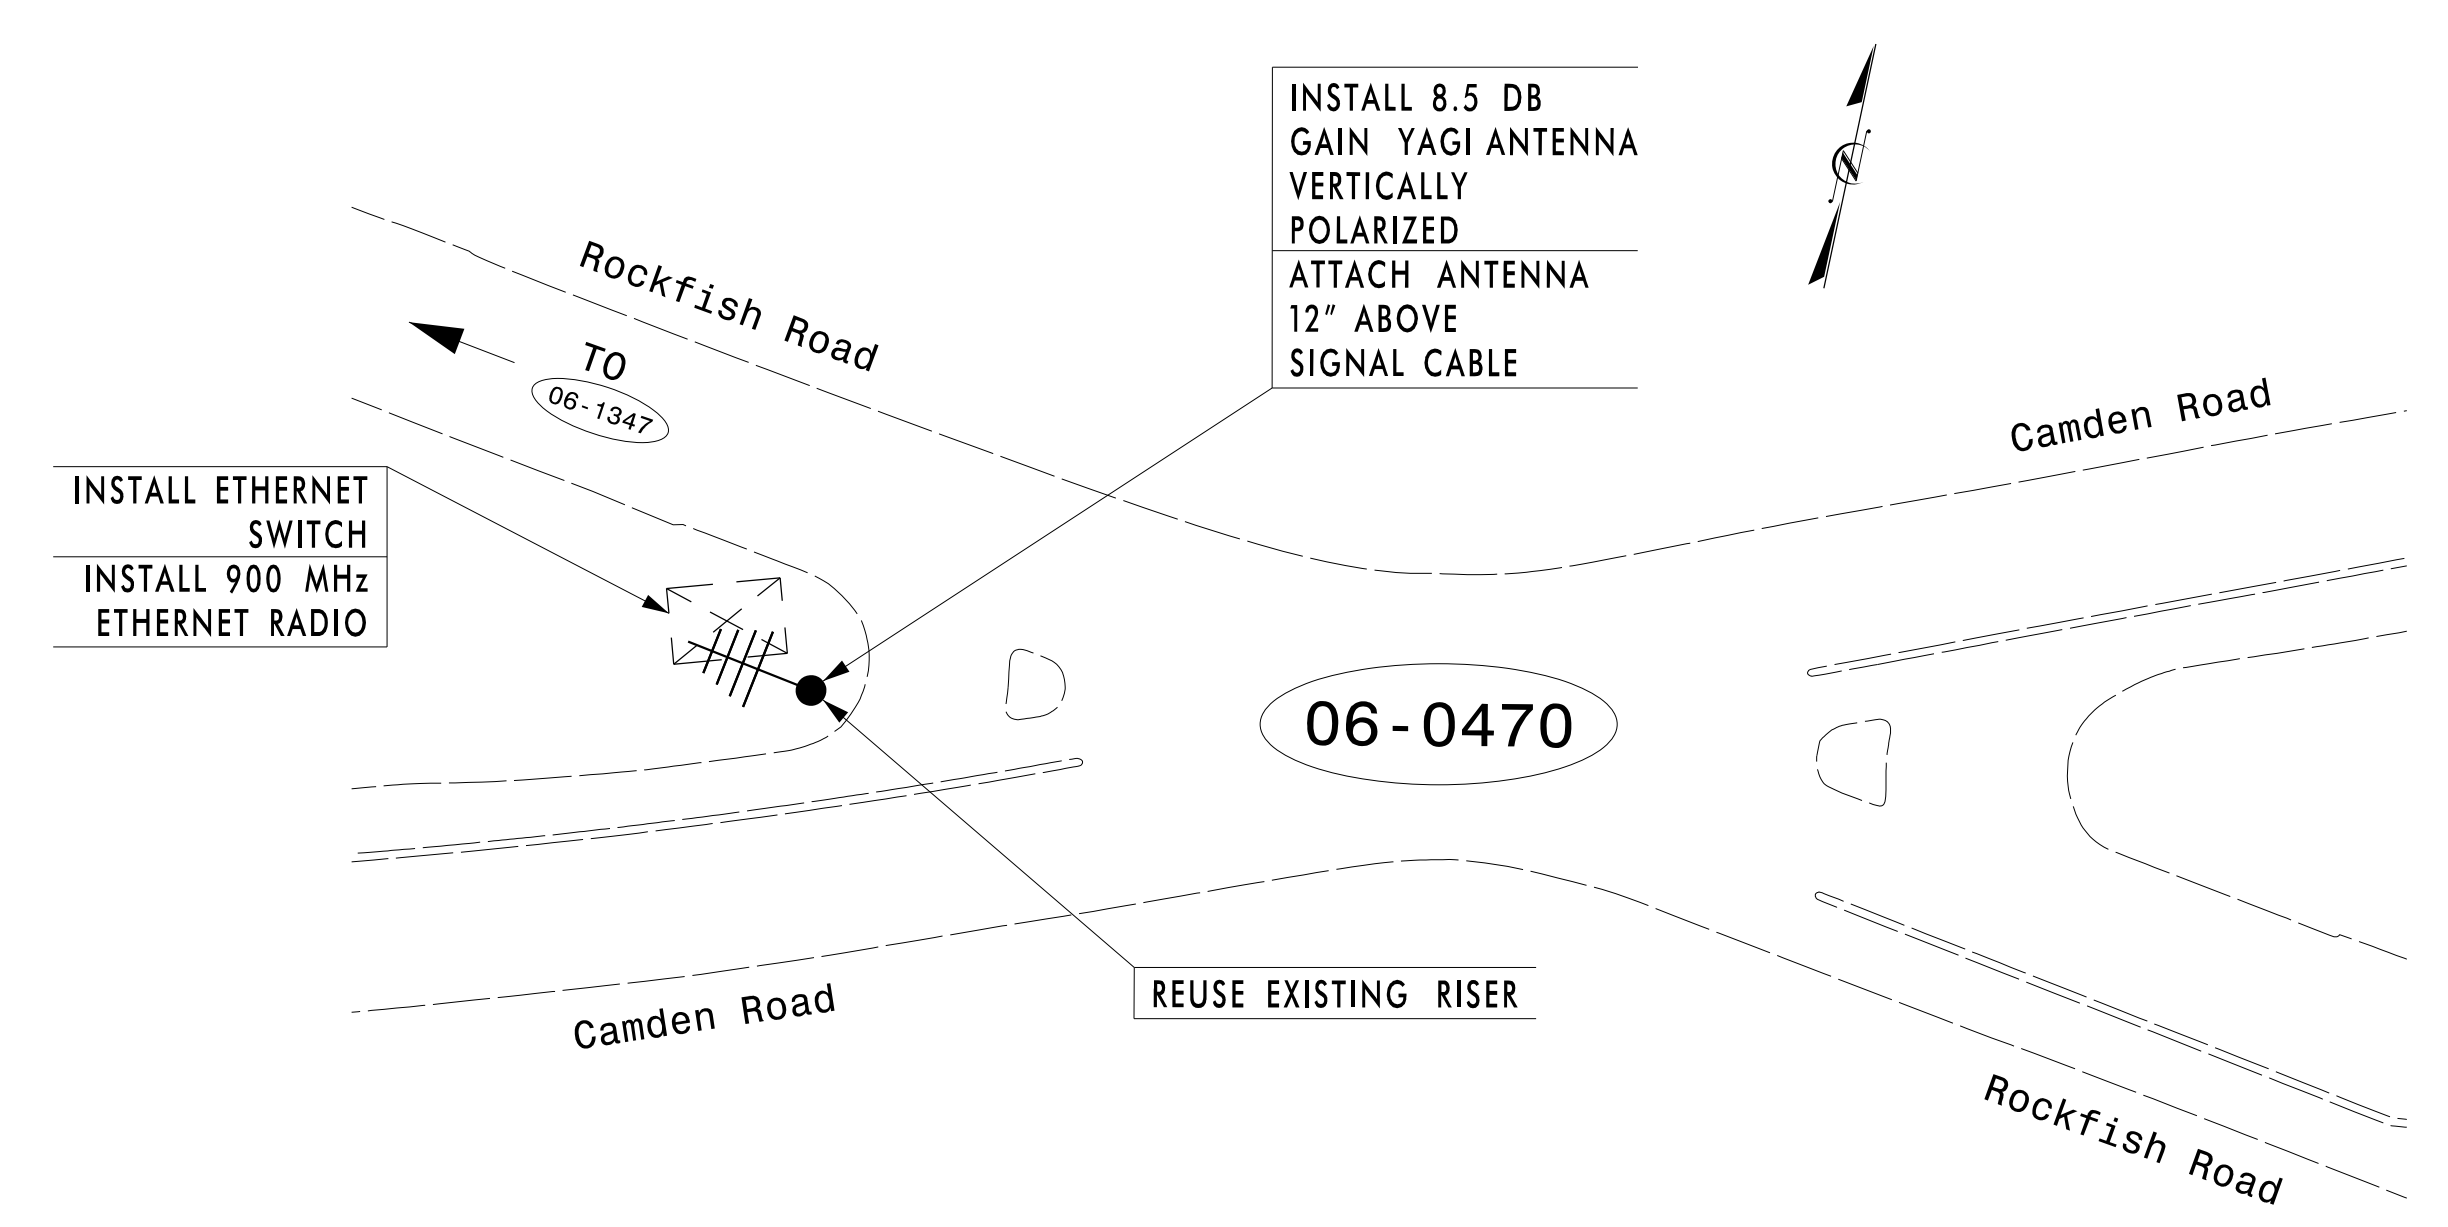 INSTALL 8.5 DB
GAIN YAGI ANTENNA
VERTICALLY
POLARIZED
ATTACH ANTENNA
12" ABOVE
SIGNAL CABLE
N
Rockfish Road
TO
06-1347
Camden Road
INSTALL ETHERNET
SWITCH
INSTALL 900 MHz
ETHERNET RADIO
06-0470
REUSE EXISTING RISER
Camden Road
Rockfish Road